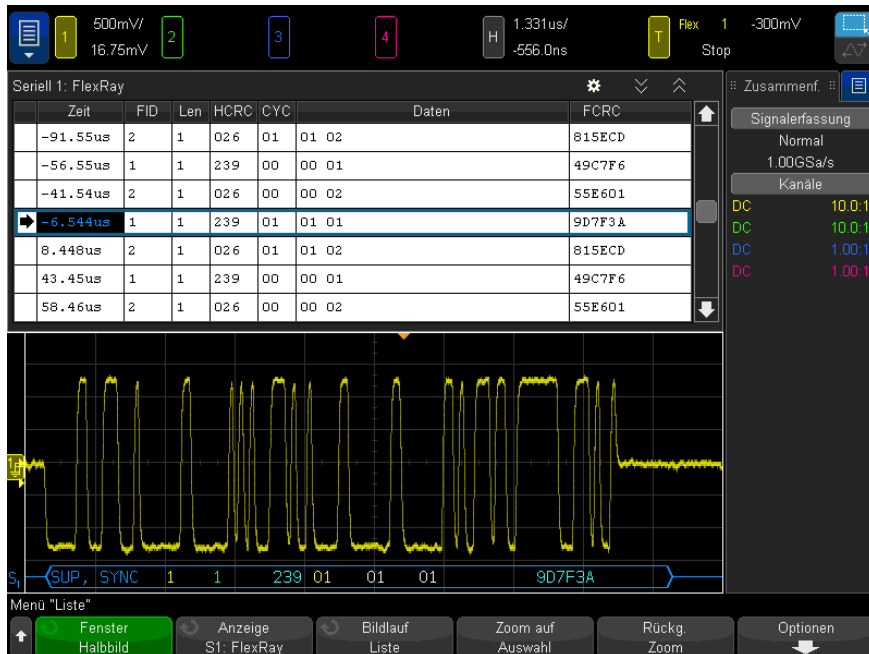 1 500mV/ 2 3 4 H 1.331us/ T Flex 1 -300mV
16.75mV -556.0ns Stop
Seriell 1: FlexRay
Zeit FID Len HCRC CYC Daten FCRC
-91.55us 2 1 026 01 01 02 815ECD
-56.55us 1 1 239 00 00 01 49C7F6
-41.54us 2 1 026 00 00 02 55E601
-6.544us 1 1 239 01 01 01 9D7F3A
8.448us 2 1 026 01 01 02 815ECD
43.45us 1 1 239 00 00 01 49C7F6
58.46us 2 1 026 00 00 02 55E601
Zusammenf.
Signalerfassung
Normal
1.00GSa/s
Kanäle
DC 10.0:1
DC 10.0:1
DC 1.00:1
DC 1.00:1
1
S1 SUP, SYNC 1 1 239 01 01 01 9D7F3A
Menü "Liste"
Fenster
Halbbild
Anzeige
S1: FlexRay
Bildlauf
Liste
Zoom auf
Auswahl
Rückg.
Zoom
Optionen